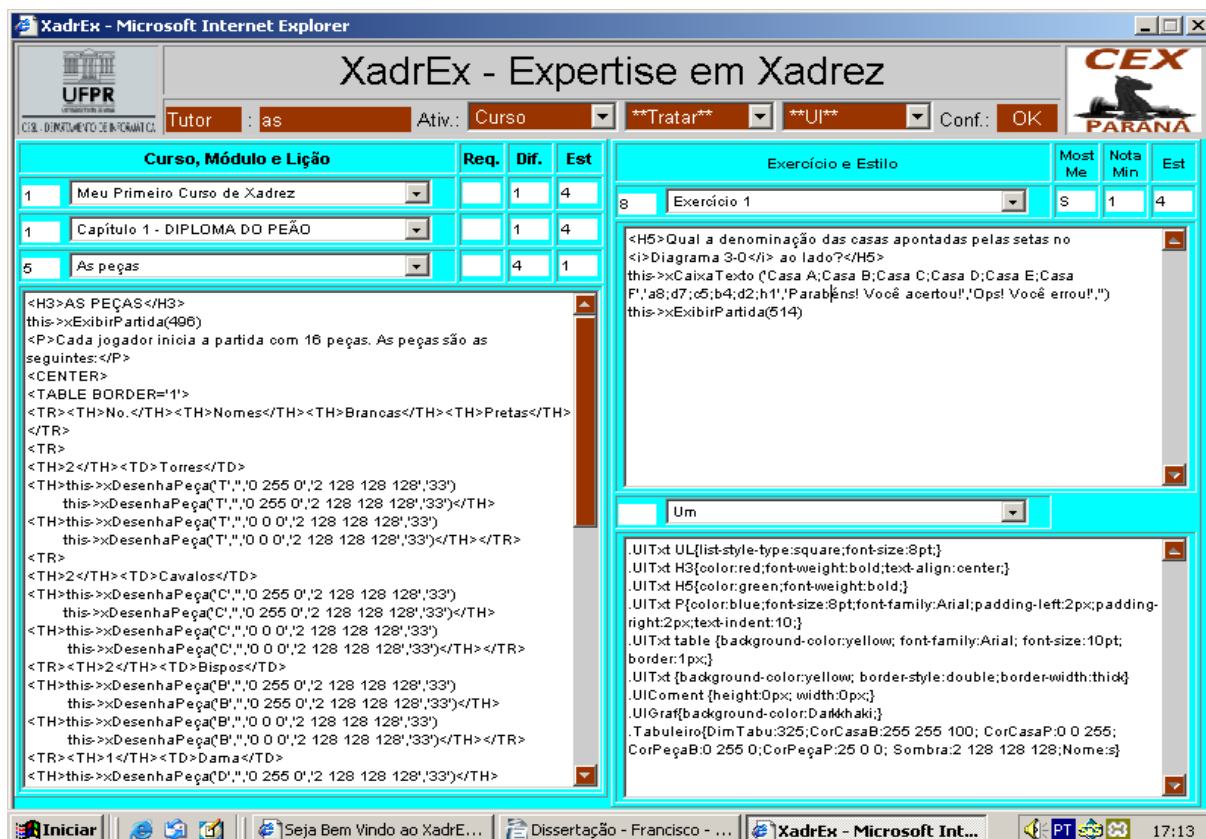 XadrEx - Microsoft Internet Explorer
UFPR
XadrEx - Expertise em Xadrez
CEX
PARANÁ
Tutor : as Ativ.: Curso **Tratar** **UI** Conf.: OK
Curso, Módulo e Lição Req. Dif. Est
1 Meu Primeiro Curso de Xadrez 1 4
1 Capítulo 1 - DIPLOMA DO PEÃO 1 4
5 As peças 4 1
<H3>AS PEÇAS</H3>
this->xExibirPartida(496)
<P>Cada jogador inicia a partida com 16 peças. As peças são as
seguintes:</P>
<CENTER>
<TABLE BORDER='1'>
<TR><TH>No.</TH><TH>Nomes</TH><TH>Brancas</TH><TH>Pretas</TH>
</TR>
<TR>
<TH>2</TH><TD>Torres</TD>
<TH>this->xDesenhaPeça('T','','0 255 0','2 128 128 128','33')
this->xDesenhaPeça('T','','0 255 0','2 128 128 128','33')</TH>
<TH>this->xDesenhaPeça('T','','0 0 0','2 128 128 128','33')
this->xDesenhaPeça('T','','0 0 0','2 128 128 128','33')</TH></TR>
<TR>
<TH>2</TH><TD>Cavalos</TD>
<TH>this->xDesenhaPeça('C','','0 255 0','2 128 128 128','33')
this->xDesenhaPeça('C','','0 255 0','2 128 128 128','33')</TH>
<TH>this->xDesenhaPeça('C','','0 0 0','2 128 128 128','33')
this->xDesenhaPeça('C','','0 0 0','2 128 128 128','33')</TH></TR>
<TR><TH>2</TH><TD>Bispos</TD>
<TH>this->xDesenhaPeça('B','','0 255 0','2 128 128 128','33')
this->xDesenhaPeça('B','','0 255 0','2 128 128 128','33')</TH>
<TH>this->xDesenhaPeça('B','','0 0 0','2 128 128 128','33')
this->xDesenhaPeça('B','','0 0 0','2 128 128 128','33')</TH></TR>
<TR><TH>1</TH><TD>Dama</TD>
<TH>this->xDesenhaPeça('D','','0 255 0','2 128 128 128','33')</TH>
Exercício e Estilo Most Me Nota Min Est
8 Exercício 1 S 1 4
<H5>Qual a denominação das casas apontadas pelas setas no
<i>Diagrama 3-0</i> ao lado?</H5>
this->xCaixaTexto ('Casa A;Casa B;Casa C;Casa D;Casa E;Casa
F','a8;d7;c5;b4;d2;h1','Parabéns! Você acertou!','Ops! Você errou!','')
this->xExibirPartida(514)
Um
.UITxt UL{list-style-type:square;font-size:8pt;}
.UITxt H3{color:red;font-weight:bold;text-align:center;}
.UITxt H5{color:green;font-weight:bold;}
.UITxt P{color:blue;font-size:8pt;font-family:Arial;padding-left:2px;padding-
right:2px;text-indent:10;}
.UITxt table {background-color:yellow; font-family:Arial; font-size:10pt;
border:1px;}
.UITxt {background-color:yellow; border-style:double;border-width:thick}
.UIComent {height:0px; width:0px;}
.UIGraf{background-color:Darkkhaki;}
.Tabuleiro{DimTabu:325;CorCasaB:255 255 100; CorCasaP:0 0 255;
CorPeçaB:0 255 0;CorPeçaP:25 0 0; Sombra:2 128 128 128;Nome:s}
Iniciar Seja Bem Vindo ao XadrE... Dissertação - Francisco - ... XadrEx - Microsoft Int... PT 17:13